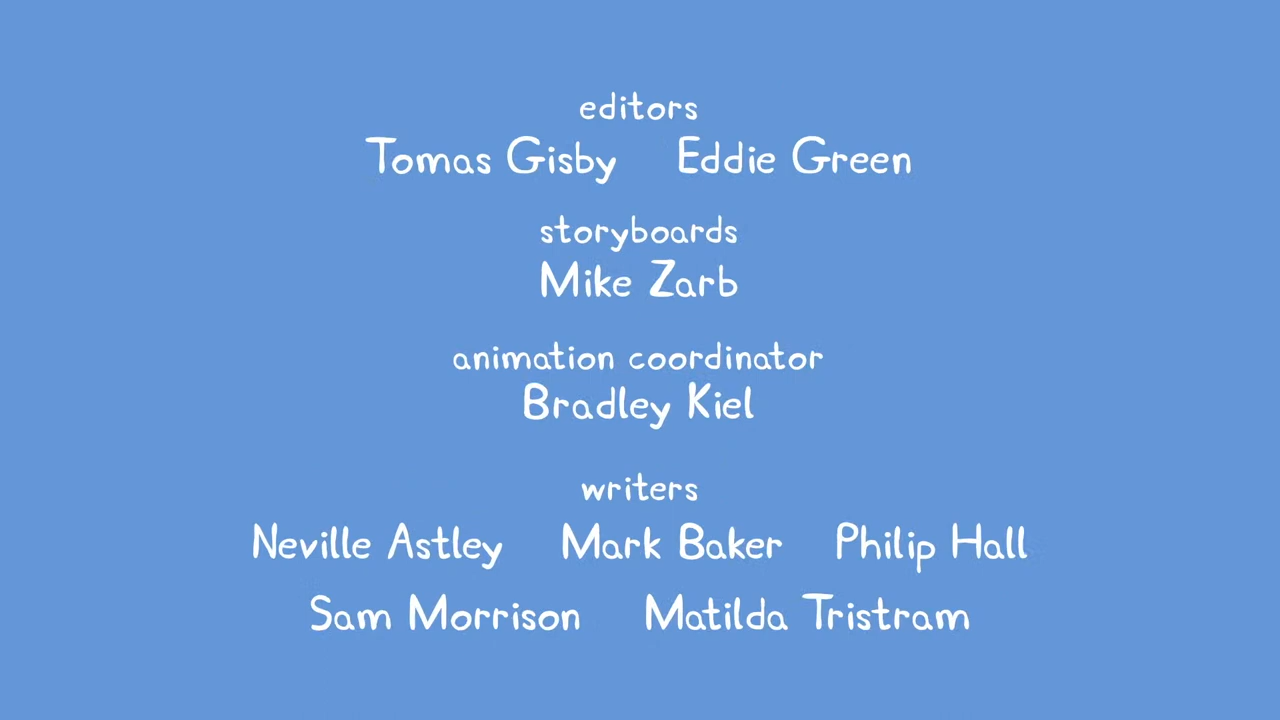 editors
Tomas Gisby Eddie Green
storyboards
Mike Zarb
animation coordinator
Bradley Kiel
writers
Neville Astley Mark Baker Philip Hall
Sam Morrison Matilda Tristram